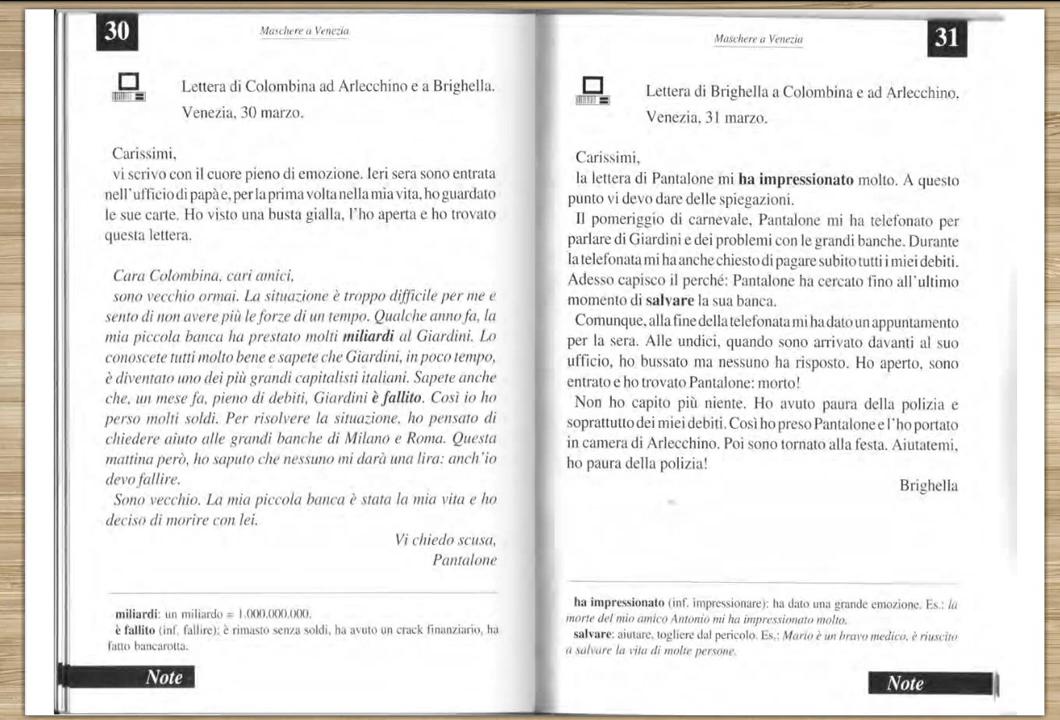 30
Maschere a Venezia
Lettera di Colombina ad Arlecchino e a Brighella.
Venezia, 30 marzo.
Carissimi,
vi scrivo con il cuore pieno di emozione. Ieri sera sono entrata
nell'ufficio di papà e, per la prima volta nella mia vita, ho guardato
le sue carte. Ho visto una busta gialla, l'ho aperta e ho trovato
questa lettera.
Cara Colombina, cari amici,
sono vecchio ormai. La situazione è troppo difficile per me e
sento di non avere più le forze di un tempo. Qualche anno fa, la
mia piccola banca ha prestato molti miliardi al Giardini. Lo
conoscete tutti molto bene e sapete che Giardini, in poco tempo,
è diventato uno dei più grandi capitalisti italiani. Sapete anche
che, un mese fa, pieno di debiti, Giardini è fallito. Così io ho
perso molti soldi. Per risolvere la situazione, ho pensato di
chiedere aiuto alle grandi banche di Milano e Roma. Questa
mattina però, ho saputo che nessuno mi darà una lira: anch'io
devo fallire.
Sono vecchio. La mia piccola banca è stata la mia vita e ho
deciso di morire con lei.
Vi chiedo scusa,
Pantalone
miliardi: un miliardo = 1.000.000.000.
è fallito (inf. fallire): è rimasto senza soldi, ha avuto un crack finanziario, ha
fatto bancarotta.
Note
Maschere a Venezia
31
Lettera di Brighella a Colombina e ad Arlecchino.
Venezia, 31 marzo.
Carissimi,
la lettera di Pantalone mi ha impressionato molto. A questo
punto vi devo dare delle spiegazioni.
Il pomeriggio di carnevale, Pantalone mi ha telefonato per
parlare di Giardini e dei problemi con le grandi banche. Durante
la telefonata mi ha anche chiesto di pagare subito tutti i miei debiti.
Adesso capisco il perché: Pantalone ha cercato fino all'ultimo
momento di salvare la sua banca.
Comunque, alla fine della telefonata mi ha dato un appuntamento
per la sera. Alle undici, quando sono arrivato davanti al suo
ufficio, ho bussato ma nessuno ha risposto. Ho aperto, sono
entrato e ho trovato Pantalone: morto!
Non ho capito più niente. Ho avuto paura della polizia e
soprattutto dei miei debiti. Così ho preso Pantalone e l'ho portato
in camera di Arlecchino. Poi sono tornato alla festa. Aiutatemi,
ho paura della polizia!
Brighella
ha impressionato (inf. impressionare): ha dato una grande emozione. Es.: la
morte del mio amico Antonio mi ha impressionato molto.
salvare: aiutare, togliere dal pericolo. Es.: Mario è un bravo medico, è riuscito
a salvare la vita di molte persone.
Note